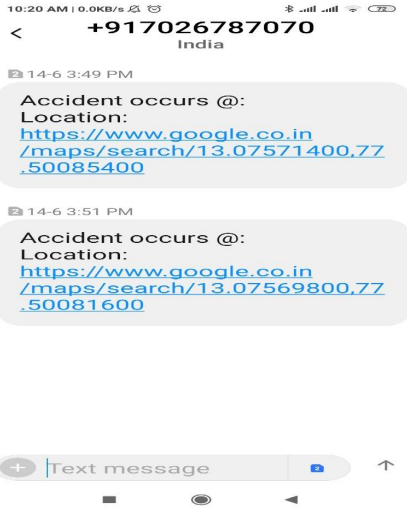 10:20 AM | 0.0KB/s
72
+917026787070
India
2 14-6 3:49 PM
Accident occurs @:
Location:
https://www.google.co.in
/maps/search/13.07571400,77
.50085400
2 14-6 3:51 PM
Accident occurs @:
Location:
https://www.google.co.in
/maps/search/13.07569800,77
.50081600
Text message
2